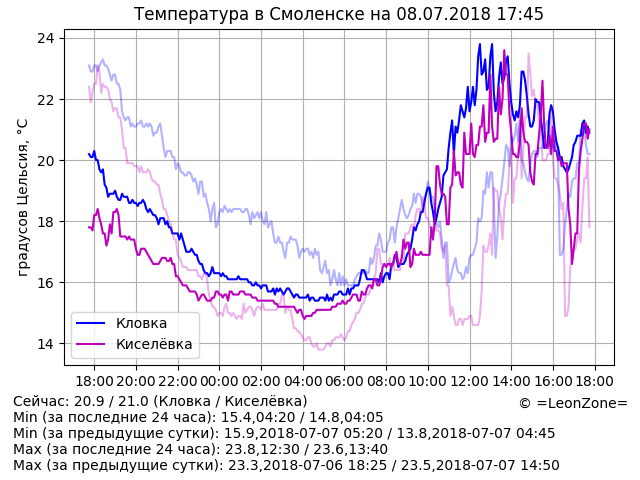 Температура в Смоленске на 08.07.2018 17:45
градусов Цельсия, °C
24
22
20
18
16
14
Кловка
Киселёвка
18:00 20:00 22:00 00:00 02:00 04:00 06:00 08:00 10:00 12:00 14:00 16:00 18:00
Сейчас: 20.9 / 21.0 (Кловка / Киселёвка)
© =LeonZone=
Min (за последние 24 часа): 15.4,04:20 / 14.8,04:05
Min (за предыдущие сутки): 15.9,2018-07-07 05:20 / 13.8,2018-07-07 04:45
Max (за последние 24 часа): 23.8,12:30 / 23.6,13:40
Max (за предыдущие сутки): 23.3,2018-07-06 18:25 / 23.5,2018-07-07 14:50